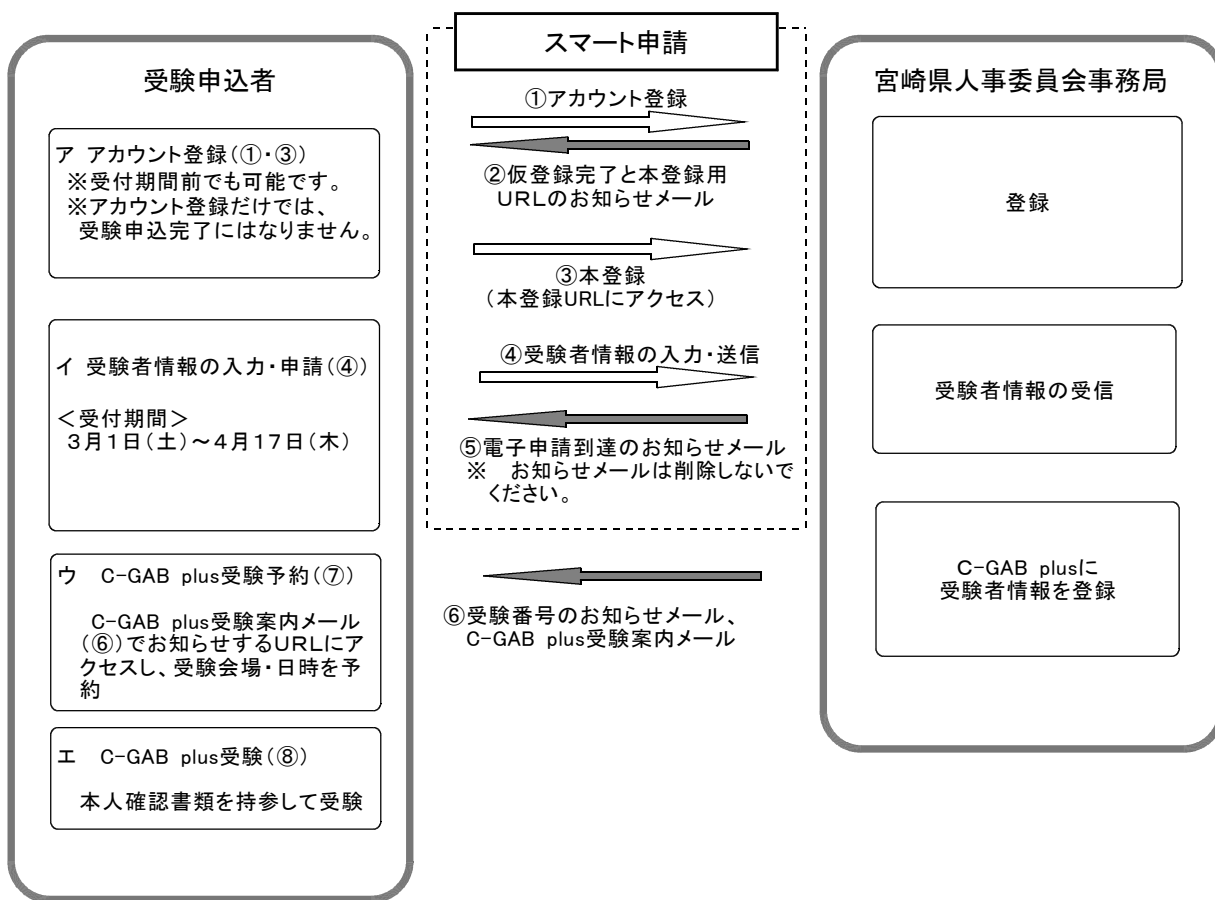 受験申込者
ア アカウント登録(①・③)
※受付期間前でも可能です。
※アカウント登録だけでは、
受験申込完了にはなりません。
イ 受験者情報の入力・申請(④)
<受付期間>
3月1日(土)~4月17日(木)
ウ C-GAB plus受験予約(⑦)
C-GAB plus受験案内メール
(⑥)でお知らせするURLにア
クセスし、受験会場・日時を予
約
エ C-GAB plus受験(⑧)
本人確認書類を持参して受験
スマート申請
①アカウント登録
②仮登録完了と本登録用
URLのお知らせメール
③本登録
(本登録URLにアクセス)
④受験者情報の入力・送信
⑤電子申請到達のお知らせメール
※ お知らせメールは削除しないで
ください。
⑥受験番号のお知らせメール、
C-GAB plus受験案内メール
宮崎県人事委員会事務局
登録
受験者情報の受信
C-GAB plusに
受験者情報を登録